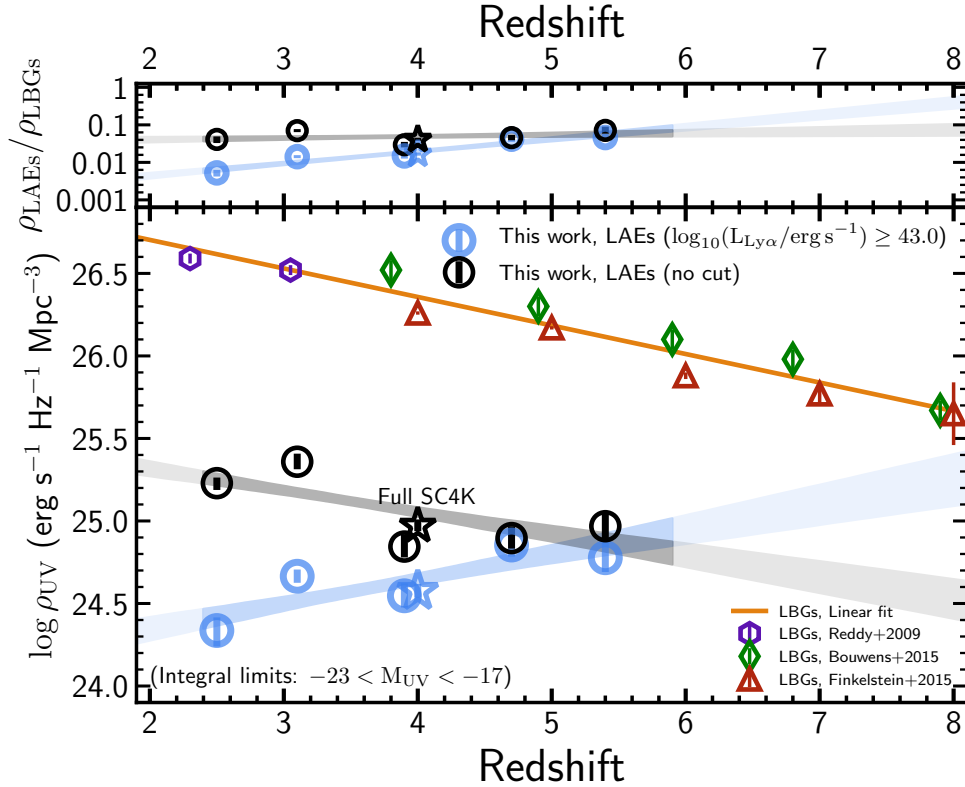 Redshift
2 3 4 5 6 7 8
1
0.1
0.01
0.001
ρLAEs/ρLBGs
This work, LAEs (log₁₀(L_Lyα/erg s⁻¹) ≥ 43.0)
This work, LAEs (no cut)
26.5
26.0
25.5
25.0
24.5
24.0
log ρUV (erg s⁻¹ Hz⁻¹ Mpc⁻³)
Full SC4K
LBGs, Linear fit
LBGs, Reddy+2009
LBGs, Bouwens+2015
LBGs, Finkelstein+2015
(Integral limits: −23 < M_UV < −17)
2 3 4 5 6 7 8
Redshift